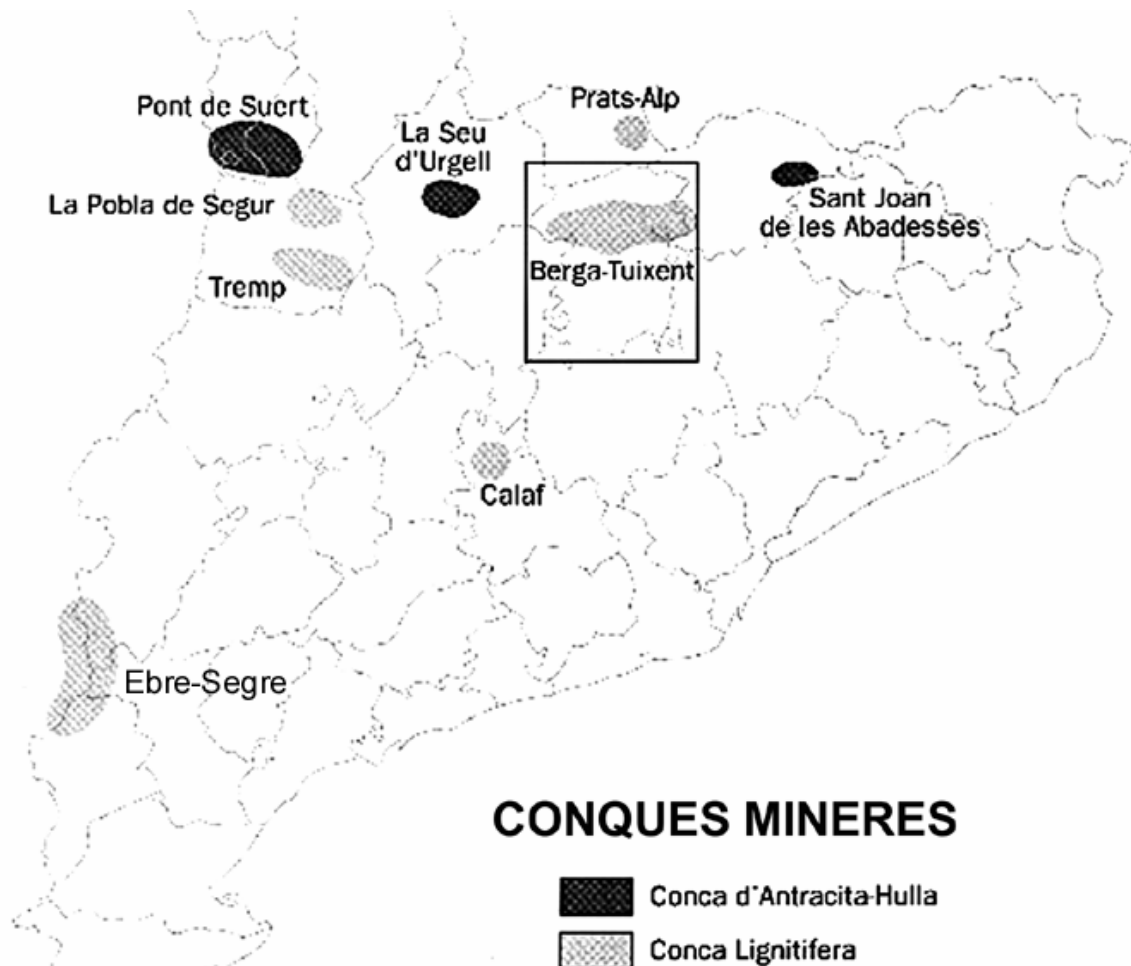 Prats-Alp
Pont de Suert
La Seu
d'Urgell
La Pobla de Segur
Sant Joan
de les Abadesses
Tremp
Berga-Tuixent
Calaf
Ebre-Segre
CONQUES MINERES
Conca d'Antracita-Hulla
Conca Lignitífera